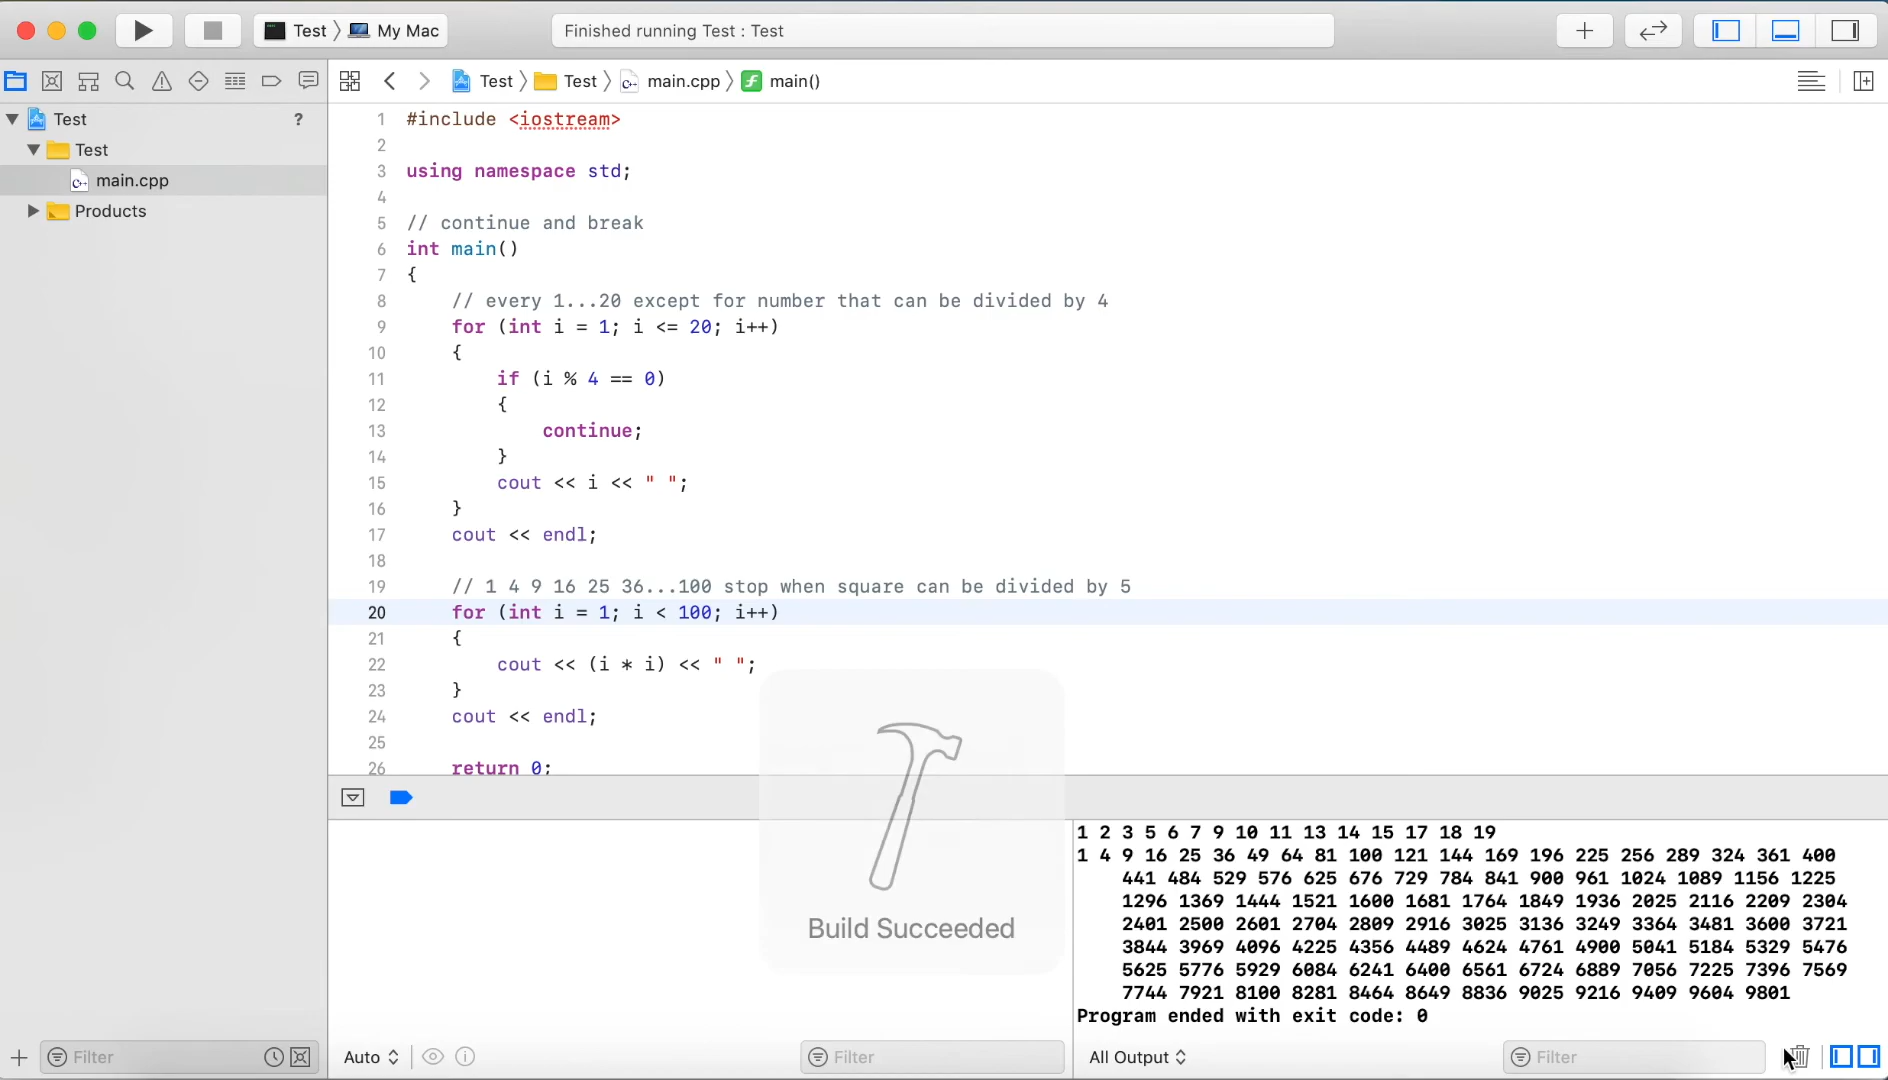 Test My Mac
Finished running Test : Test
Test Test main.cpp main()
Test ?
Test
main.cpp
Products
1 #include <iostream>
2
3 using namespace std;
4
5 // continue and break
6 int main()
7 {
8 // every 1...20 except for number that can be divided by 4
9 for (int i = 1; i <= 20; i++)
10 {
11 if (i % 4 == 0)
12 {
13 continue;
14 }
15 cout << i << " ";
16 }
17 cout << endl;
18
19 // 1 4 9 16 25 36...100 stop when square can be divided by 5
20 for (int i = 1; i < 100; i++)
21 {
22 cout << (i * i) << " ";
23 }
24 cout << endl;
25
26 return 0;
Build Succeeded
1 2 3 5 6 7 9 10 11 13 14 15 17 18 19
1 4 9 16 25 36 49 64 81 100 121 144 169 196 225 256 289 324 361 400
441 484 529 576 625 676 729 784 841 900 961 1024 1089 1156 1225
1296 1369 1444 1521 1600 1681 1764 1849 1936 2025 2116 2209 2304
2401 2500 2601 2704 2809 2916 3025 3136 3249 3364 3481 3600 3721
3844 3969 4096 4225 4356 4489 4624 4761 4900 5041 5184 5329 5476
5625 5776 5929 6084 6241 6400 6561 6724 6889 7056 7225 7396 7569
7744 7921 8100 8281 8464 8649 8836 9025 9216 9409 9604 9801
Program ended with exit code: 0
Filter Auto Filter All Output Filter